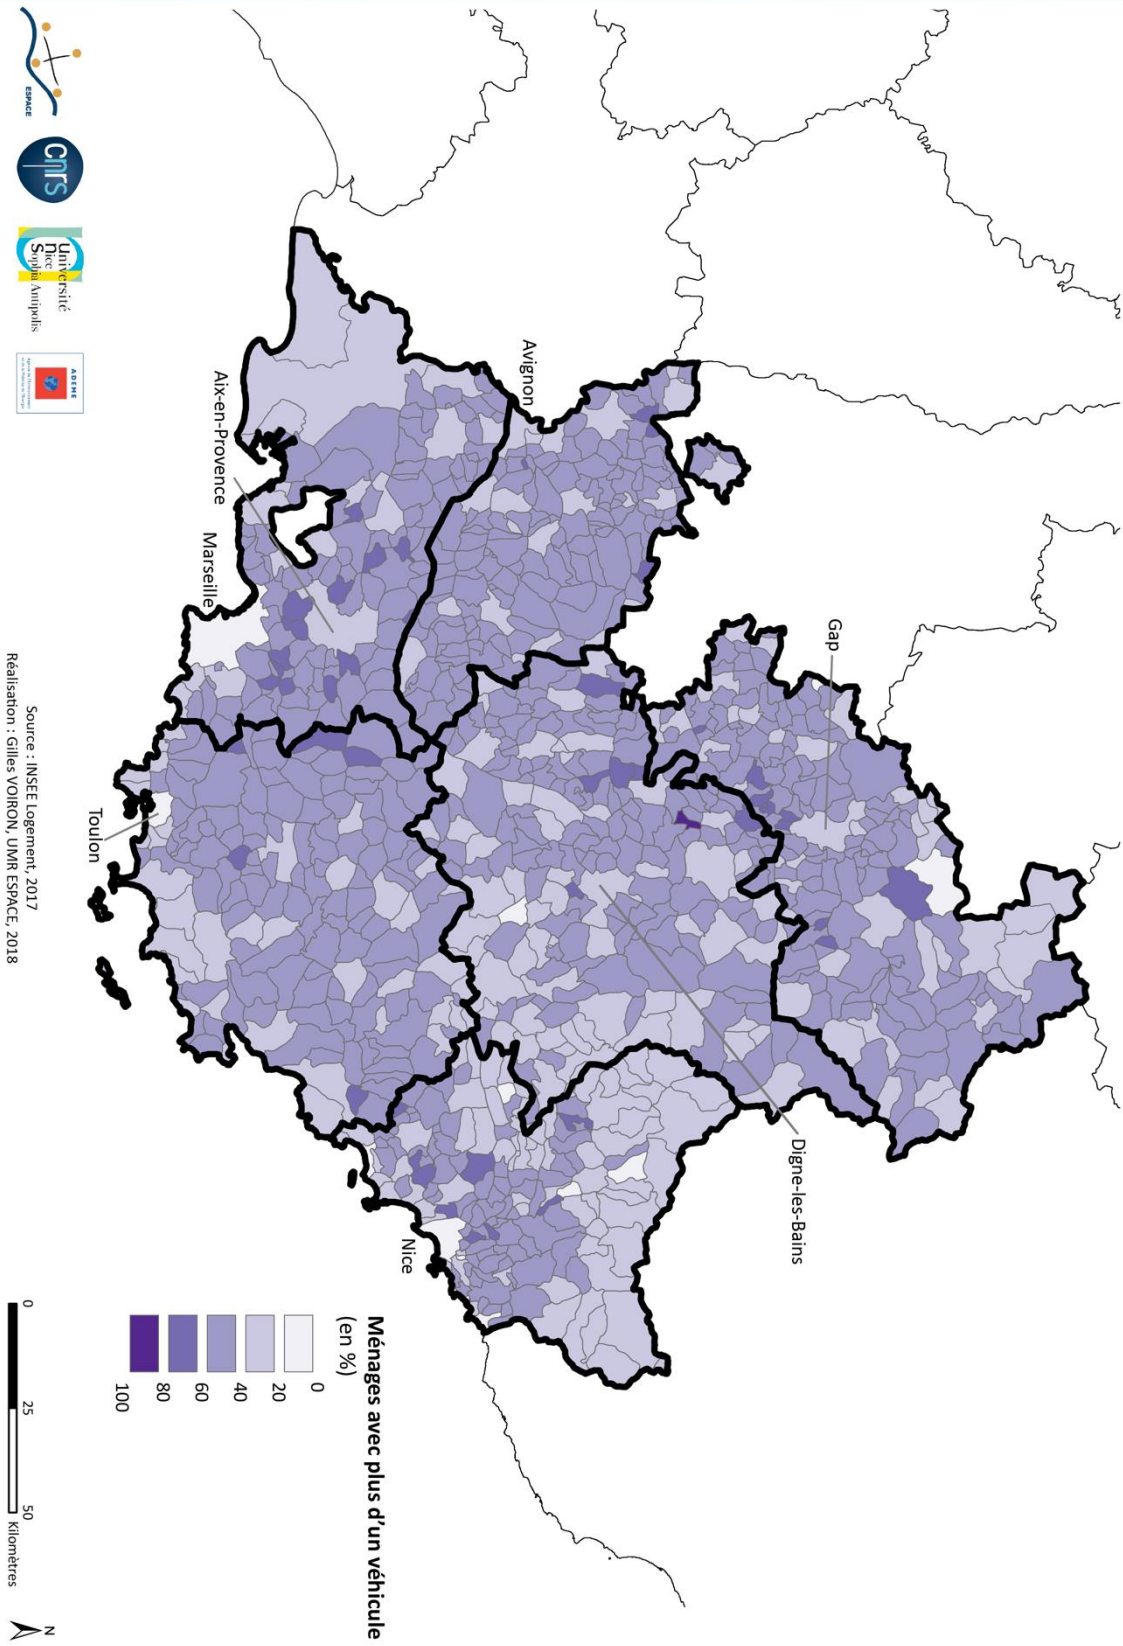 Gap
Avignon
Digne-les-Bains
Aix-en-Provence
Marseille
Nice
Toulon
Ménages avec plus d'un véhicule
(en %)
0
20
40
60
80
100
ESPACE
cnrs
Université
nice
Sophia Antipolis
ADEME
Source : INSEE Logement, 2017
Réalisation : Gilles VOIRON, UMR ESPACE, 2018
0 25 50 Kilomètres
N